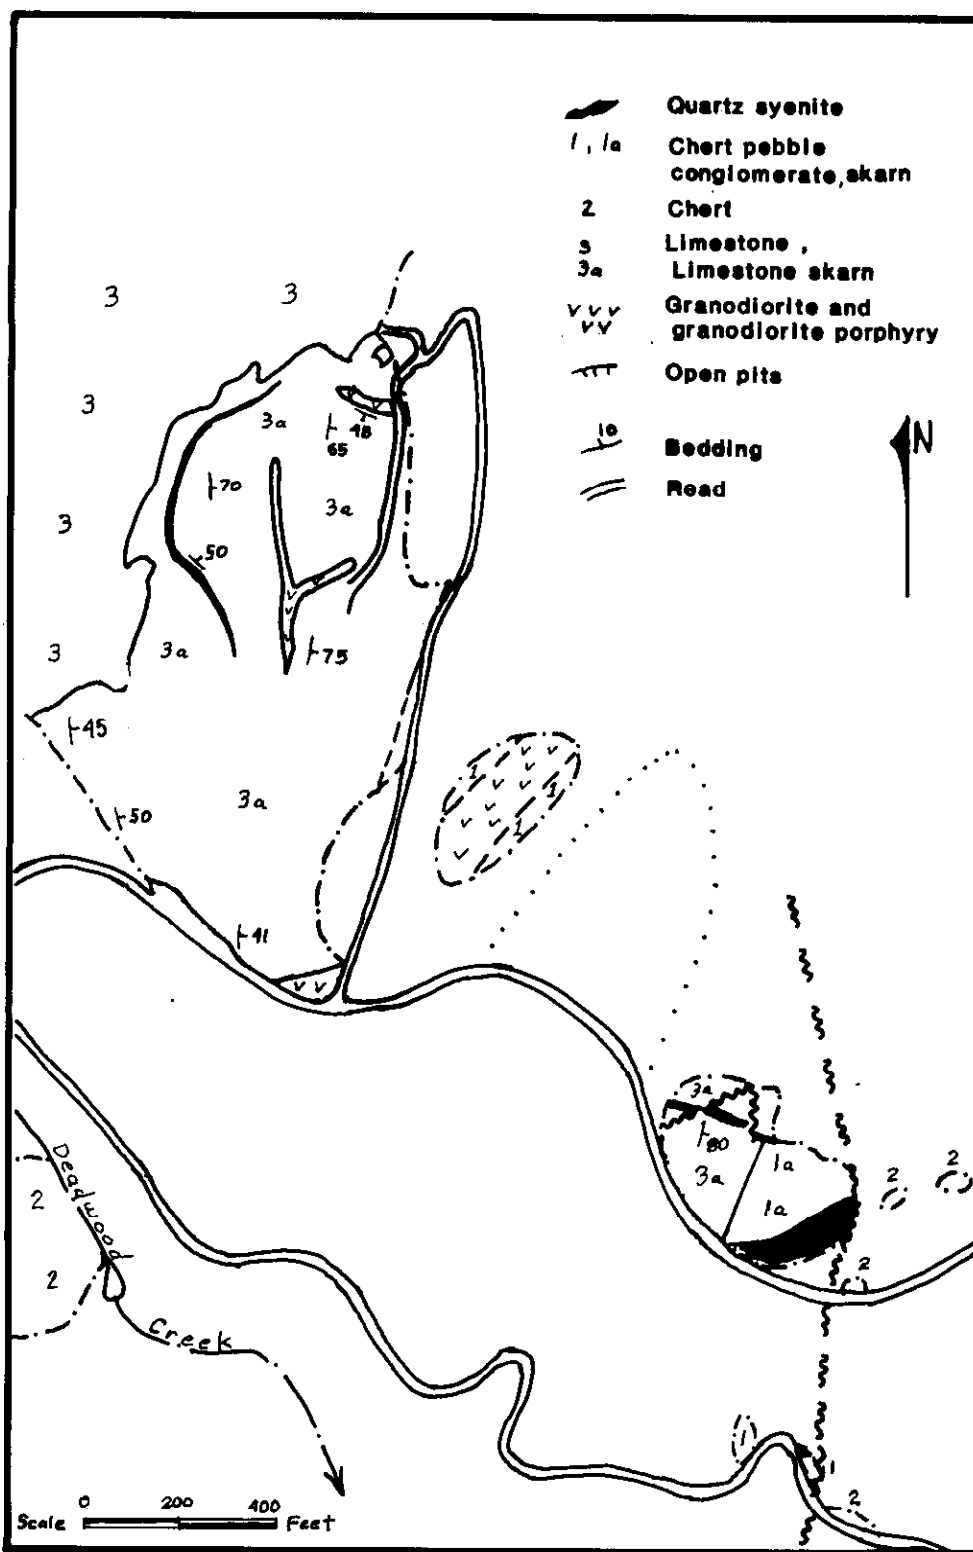 Quartz syenite
1, 1a Chert pebble
conglomerate, skarn
2 Chert
3 Limestone,
3a Limestone skarn
v v v Granodiorite and
v v granodiorite porphyry
Open pits
10 Bedding
Road
N
3
3
3
3a
48
65
70
3a
3
50
3
3a
75
45
1
1
3a
1
50
41
v v
3a
80
1a
3a
2
2
1a
Deadwood
2
2
2
Creek
1
1
2
0 200 400
Scale Feet